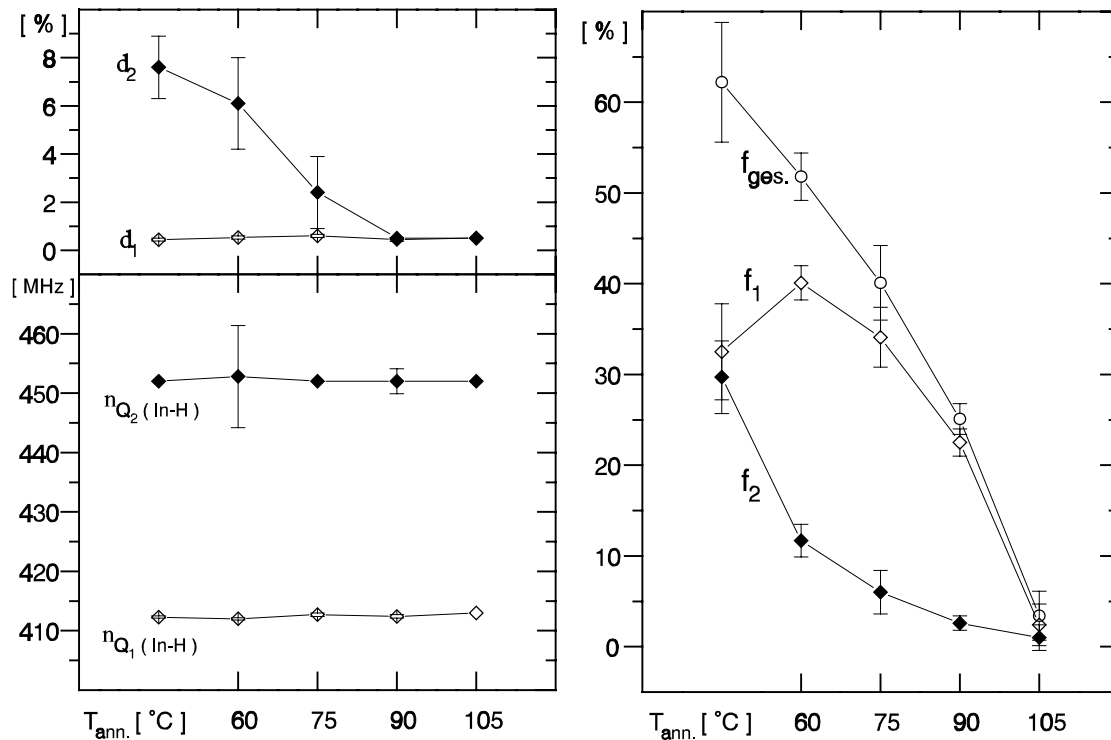 [ % ]
8
d2
6
4
2
d1
0
[ MHz ]
460
450
nQ2 ( In-H )
440
430
420
410
nQ1 ( In-H )
Tann. [ °C ] 60 75 90 105
[ % ]
60
fges.
50
40
f1
30
20
f2
10
0
Tann. [ °C ] 60 75 90 105